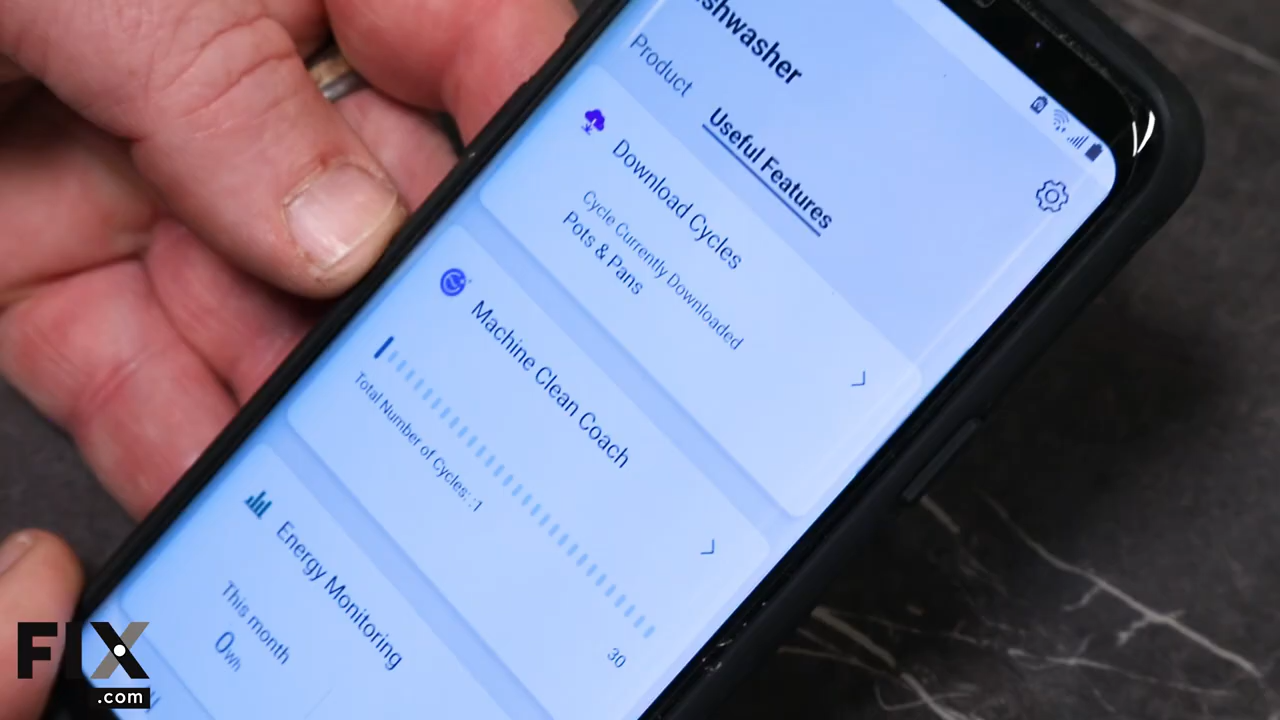 shwasher
Product
Useful Features
Download Cycles
Cycle Currently Downloaded
Pots & Pans
Machine Clean Coach
Total Number of Cycles: :1
30
Energy Monitoring
This month
0Wh
FIX
.com